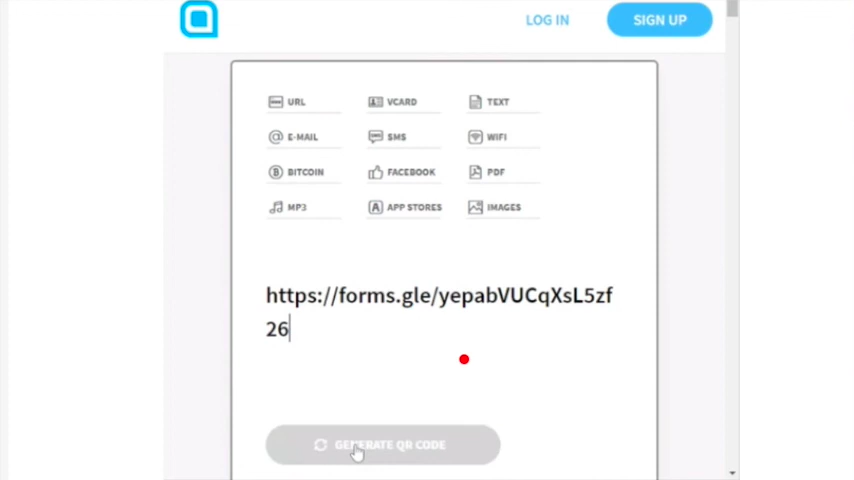 LOG IN SIGN UP
URL VCARD TEXT
E-MAIL SMS WIFI
BITCOIN FACEBOOK PDF
MP3 APP STORES IMAGES
https://forms.gle/yepabVUCqXsL5zf
26
GENERATE QR CODE